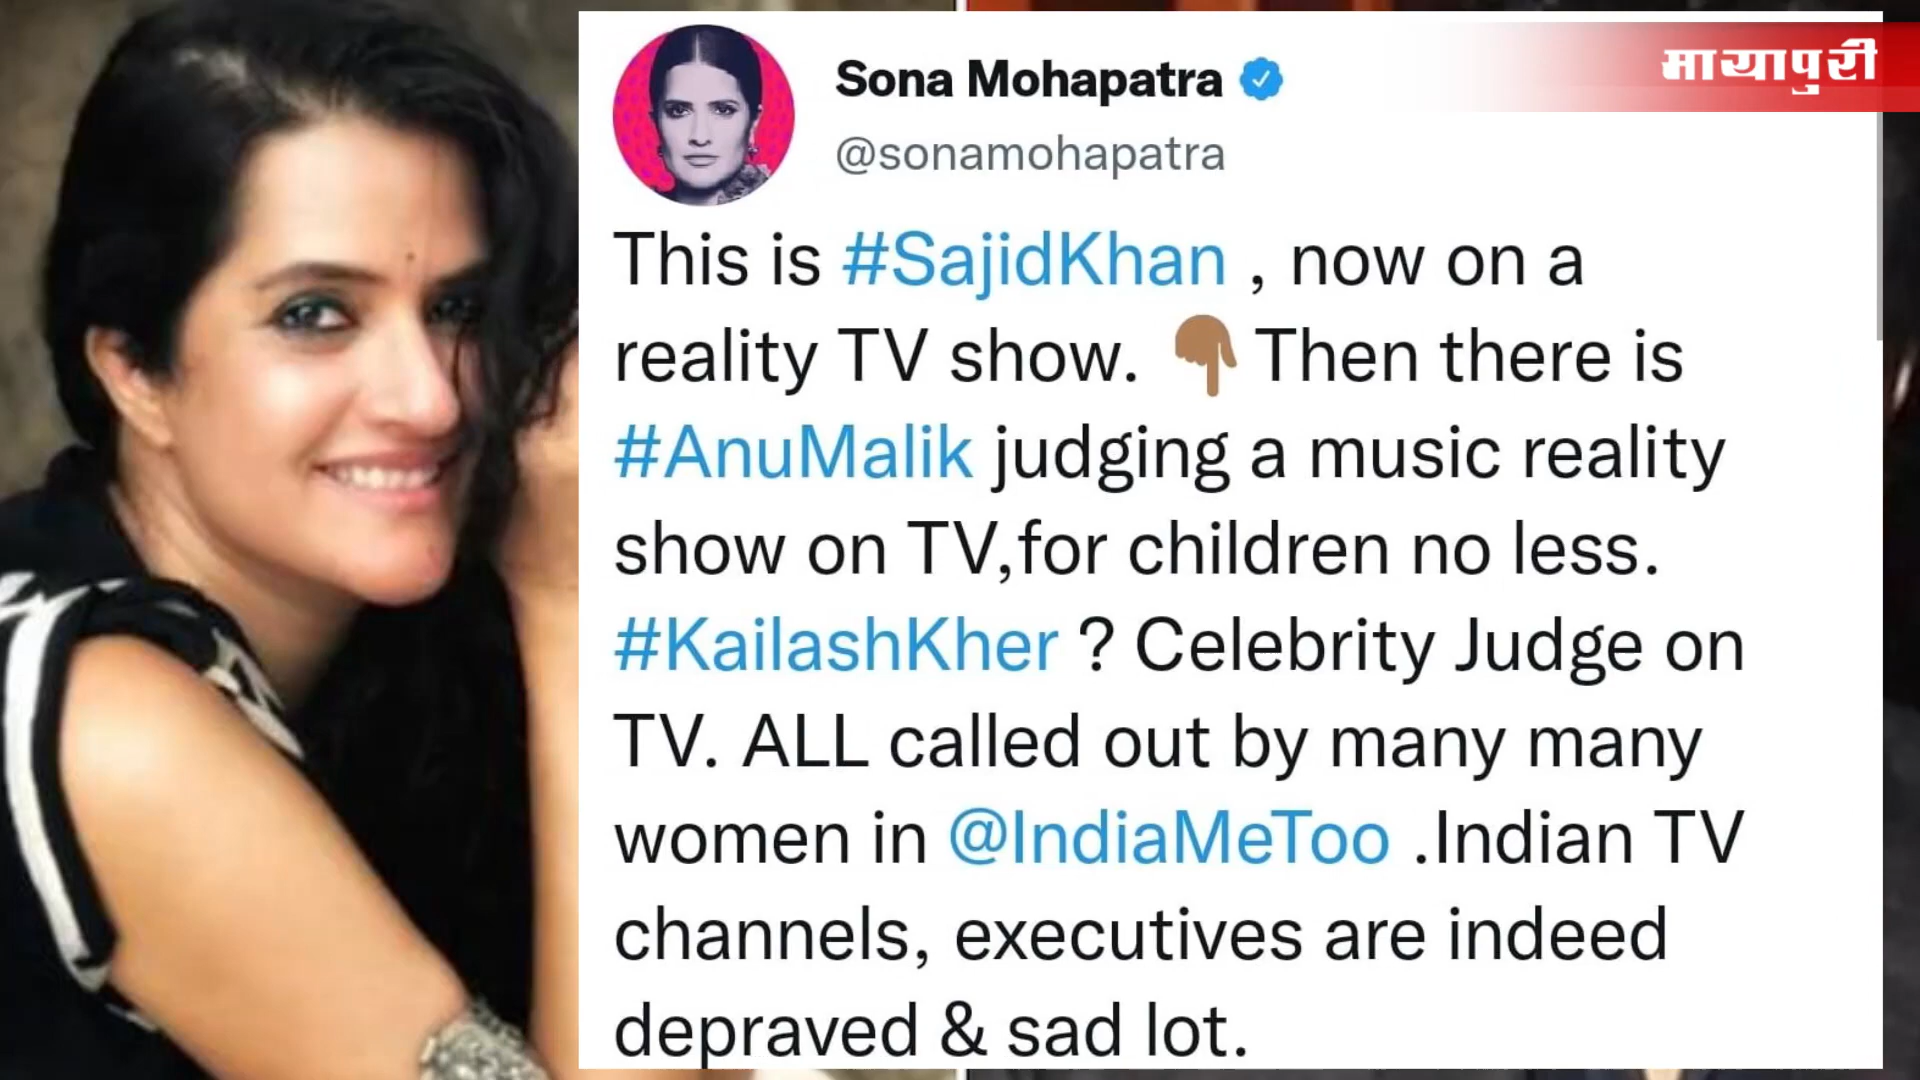 मायापुरी
Sona Mohapatra
@sonamohapatra
This is #SajidKhan , now on a
reality TV show. 👇🏾 Then there is
#AnuMalik judging a music reality
show on TV,for children no less.
#KailashKher ? Celebrity Judge on
TV. ALL called out by many many
women in @IndiaMeToo .Indian TV
channels, executives are indeed
depraved & sad lot.